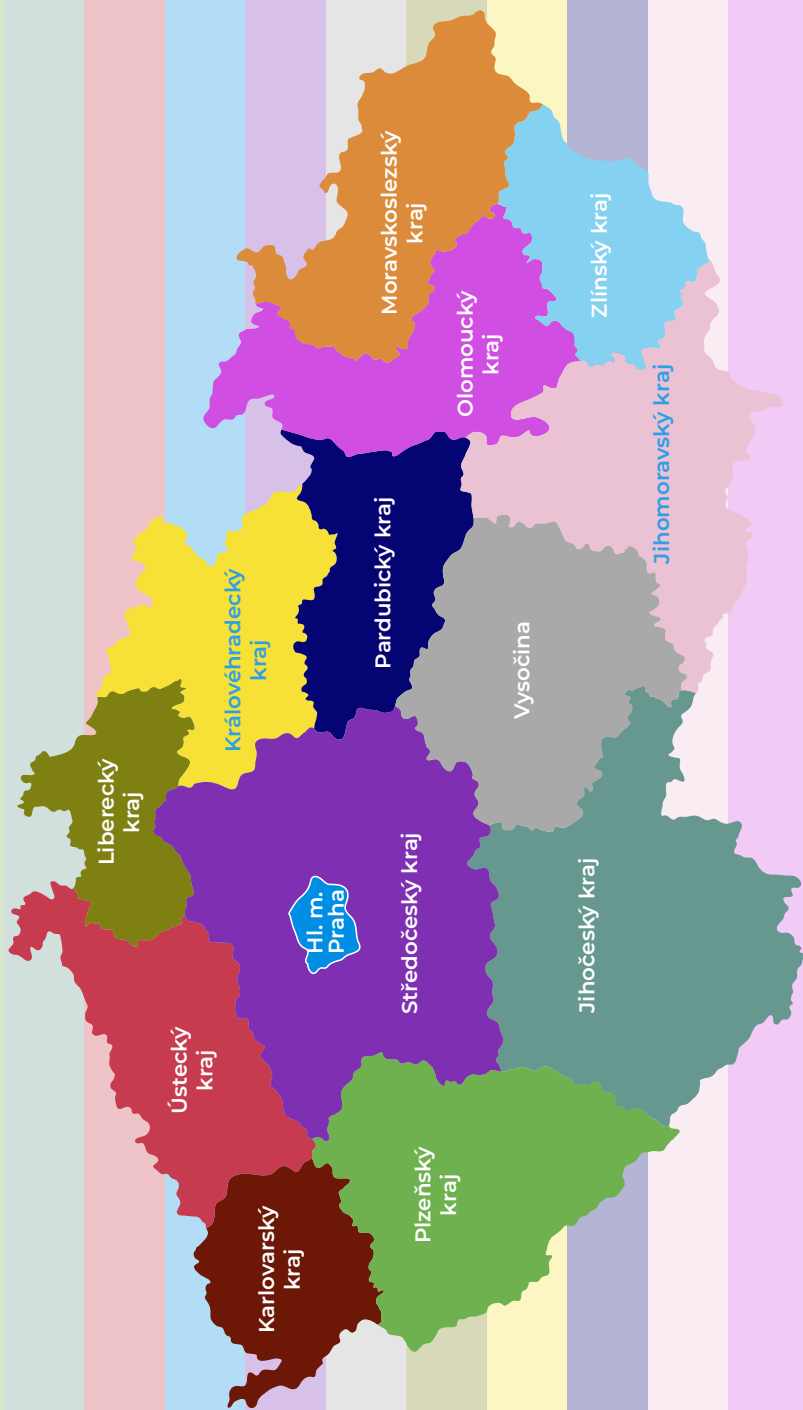 Liberecký
kraj
Ústecký
kraj
Královéhradecký
kraj
Karlovarský
kraj
Hl. m.
Praha
Pardubický kraj
Moravskoslezský
kraj
Středočeský kraj
Plzeňský
kraj
Olomoucký
kraj
Vysočina
Jihočeský kraj
Zlínský kraj
Jihomoravský kraj